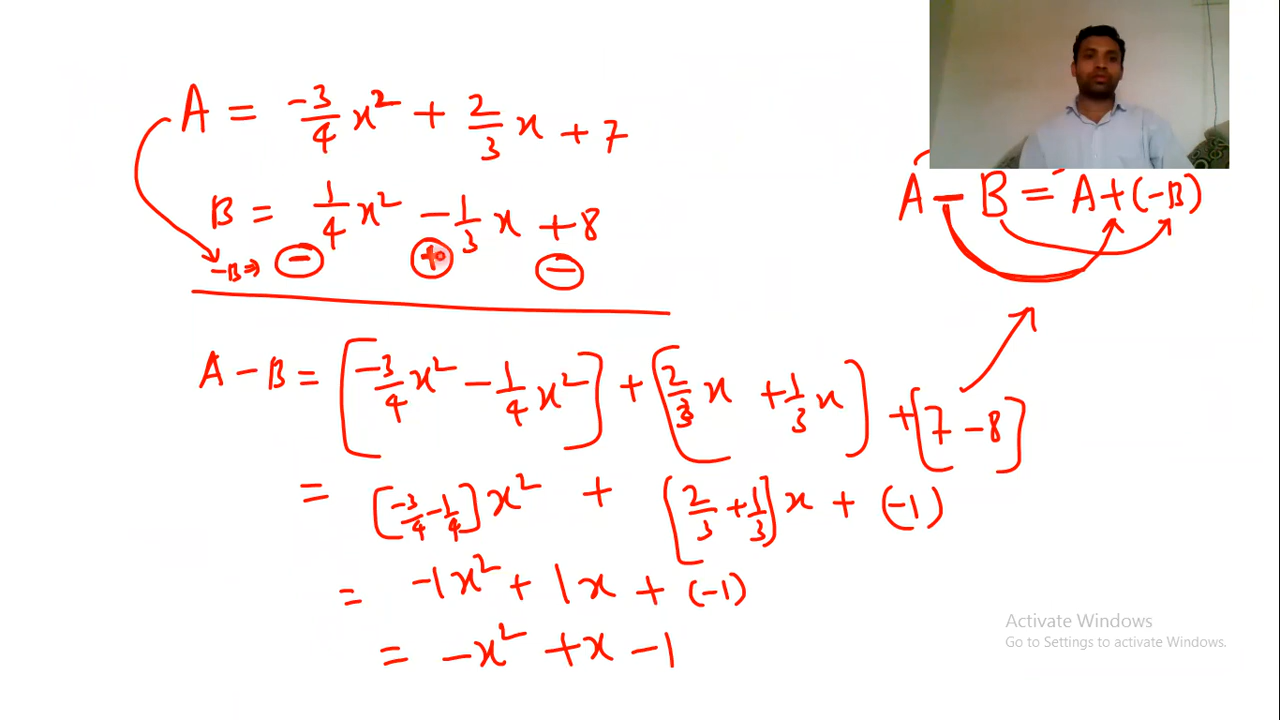 A = -3/4 x² + 2/3 x + 7
B = 1/4 x² - 1/3 x + 8
-B ⇒ - + -
A - B = A + (-B)
A - B = [-3/4 x² - 1/4 x²] + [2/3 x + 1/3 x] + [7 - 8]
= [-3/4 - 1/4] x² + [2/3 + 1/3] x + (-1)
= -1x² + 1x + (-1)
= -x² + x - 1
Activate Windows
Go to Settings to activate Windows.